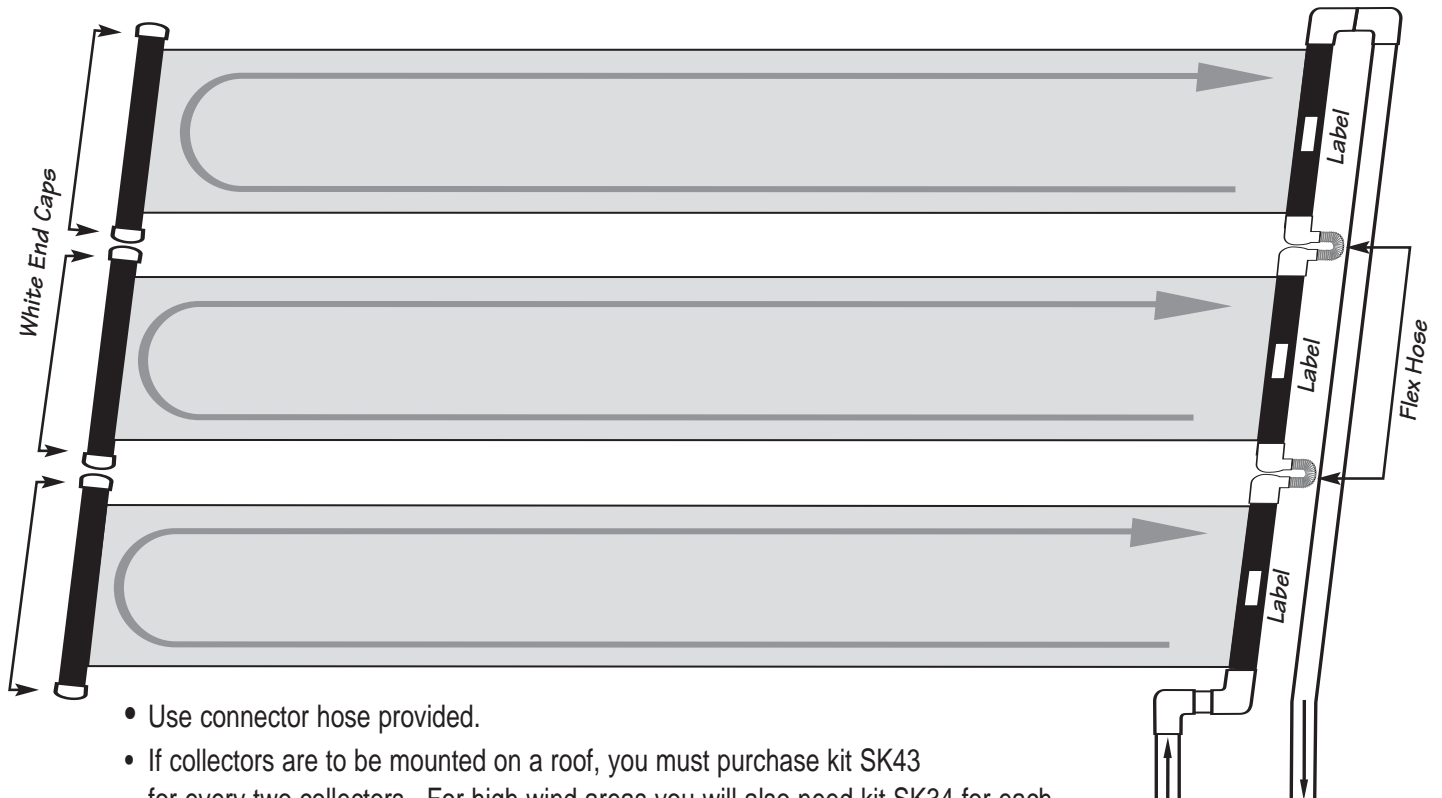 White End Caps
Label
Label
Label
Flex Hose
• Use connector hose provided.
• If collectors are to be mounted on a roof, you must purchase kit SK43
for every two collectors. For high wind areas you will also need kit SK34 for each